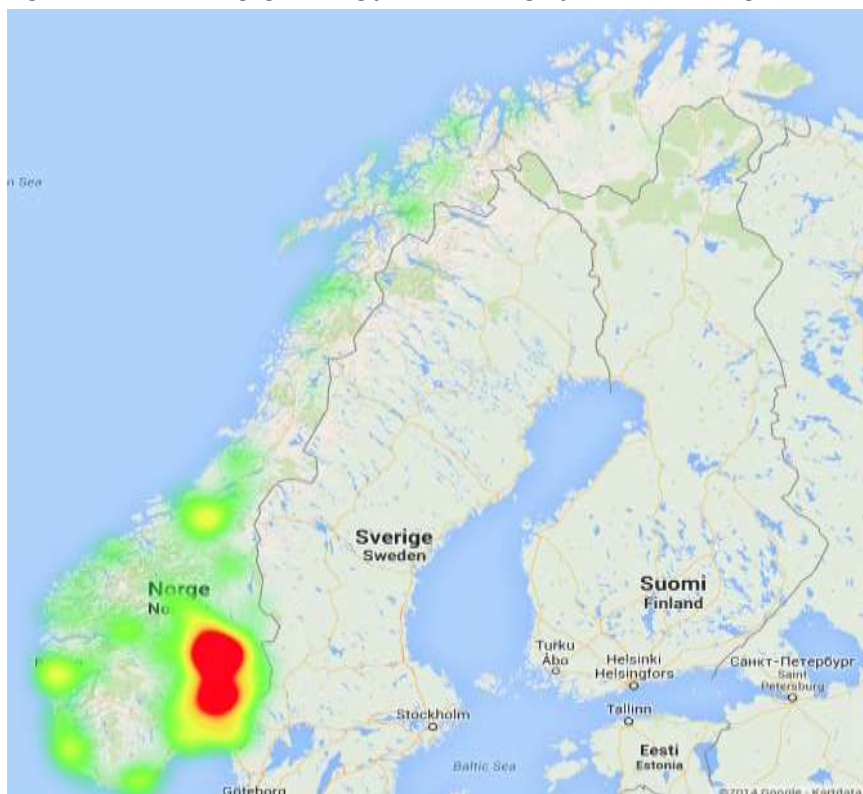 n Sea
Sverige
Sweden
Norge
No
Suomi
Finland
Turku
Åbo
Helsinki
Helsingfors
Санкт-Петербург
Saint
Petersburg
Stockholm
Tallinn
Eesti
Estonia
Baltic Sea
Göteborg
©2014 Google - Kartdata